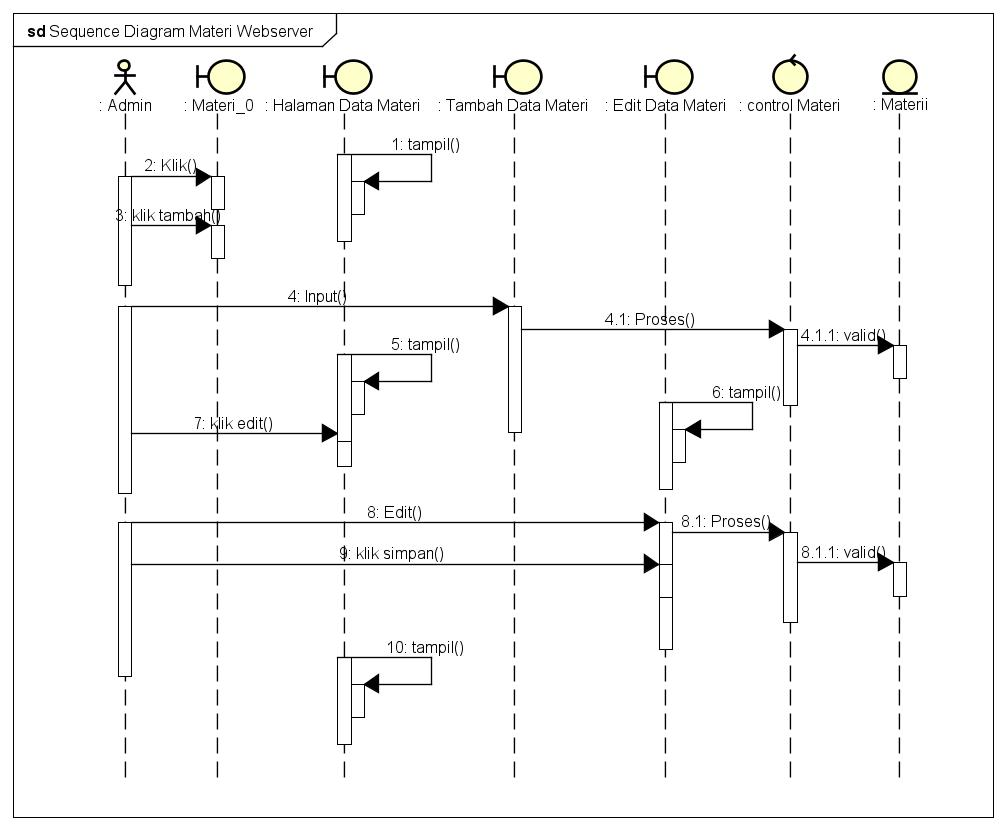 sd Sequence Diagram Materi Webserver
: Admin : Materi_0 : Halaman Data Materi : Tambah Data Materi : Edit Data Materi : control Materi : Materii
1: tampil()
2: Klik()
3: klik tambah()
4: Input()
4.1: Proses()
4.1.1: valid()
5: tampil()
6: tampil()
7: klik edit()
8: Edit()
8.1: Proses()
9: klik simpan()
8.1.1: valid()
10: tampil()